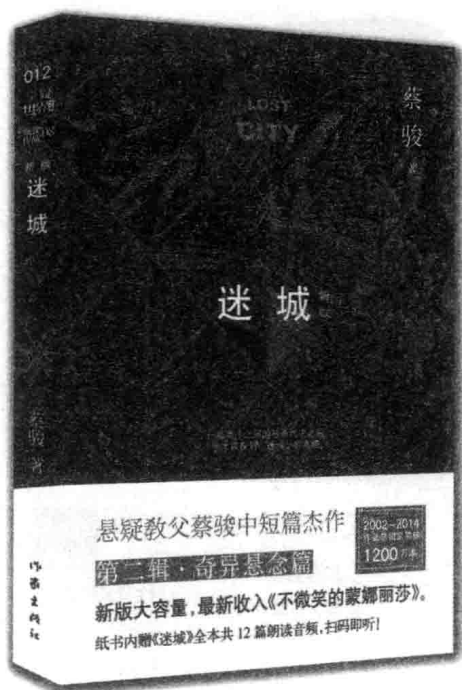 012
迷城
蔡骏 著
作家出版社
LOST
CITY
蔡骏
迷城
悬疑教父蔡骏中短篇杰作
第二辑·奇异悬念篇
2002~2014
1200万本
新版大容量,最新收入《不微笑的蒙娜丽莎》。
纸书内赠《迷城》全本共12篇朗读音频,扫码即听!